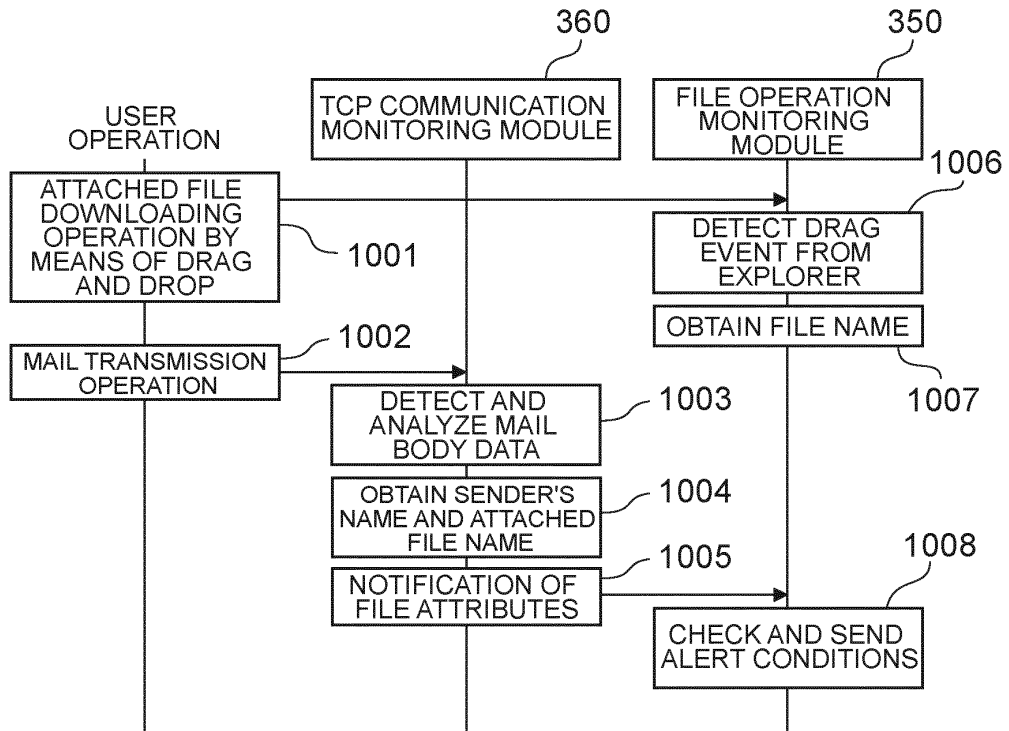 360
350
TCP COMMUNICATION
MONITORING MODULE
FILE OPERATION
MONITORING
MODULE
USER
OPERATION
1006
ATTACHED FILE
DOWNLOADING
OPERATION BY
MEANS OF DRAG
AND DROP
1001
DETECT DRAG
EVENT FROM
EXPLORER
OBTAIN FILE NAME
1007
1002
MAIL TRANSMISSION
OPERATION
DETECT AND
ANALYZE MAIL
BODY DATA
1003
OBTAIN SENDER'S
NAME AND ATTACHED
FILE NAME
1004
NOTIFICATION OF
FILE ATTRIBUTES
1005
1008
CHECK AND SEND
ALERT CONDITIONS